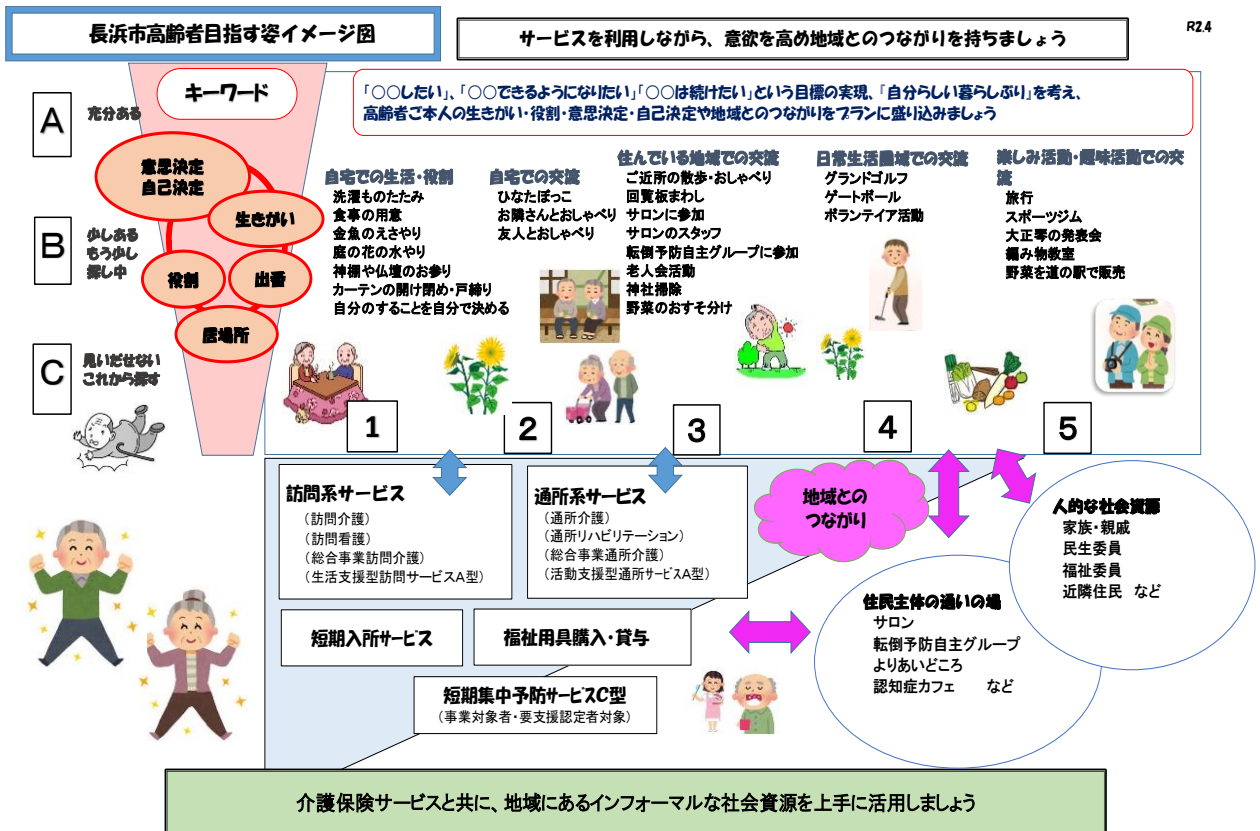 長浜市高齢者目指す姿イメージ図
サービスを利用しながら、意欲を高め地域とのつながりを持ちましょう
R2.4
キーワード
「○○したい」、「○○できるようになりたい」「○○は続けたい」という目標の実現、「自分らしい暮らしぶり」を考え、
高齢者ご本人の生きがい・役割・意思決定・自己決定や地域とのつながりをプランに盛り込みましょう
A
充分ある
B
少しある
もう少し
探し中
C
見いだせない
これから探す
意思決定
自己決定
生きがい
役割
出番
居場所
自宅での生活・役割
洗濯もののたたみ
食事の用意
金魚のえさやり
庭の花の水やり
神棚や仏壇のお参り
カーテンの開け閉め・戸締り
自分のすることを自分で決める
自宅での交流
ひなたぼっこ
お隣さんとおしゃべり
友人とおしゃべり
住んでいる地域での交流
ご近所の散歩・おしゃべり
回覧板まわし
サロンに参加
サロンのスタッフ
転倒予防自主グループに参加
老人会活動
神社掃除
野菜のおすそ分け
日常生活圏域での交流
グランドゴルフ
ゲートボール
ボランテイア活動
楽しみ活動・趣味活動での交
流
旅行
スポーツジム
大正琴の発表会
編み物教室
野菜を道の駅で販売
1
2
3
4
5
訪問系サービス
（訪問介護）
（訪問看護）
（総合事業訪問介護）
（生活支援型訪問サービスA型）
通所系サービス
（通所介護）
（通所リハビリテーション）
（総合事業通所介護）
（活動支援型通所サービスA型）
地域との
つながり
人的な社会資源
家族・親戚
民生委員
福祉委員
近隣住民　など
短期入所サービス
福祉用具購入・貸与
住民主体の通いの場
サロン
転倒予防自主グループ
よりあいどころ
認知症カフェ　　など
短期集中予防サービスC型
（事業対象者・要支援認定者対象）
介護保険サービスと共に、地域にあるインフォーマルな社会資源を上手に活用しましょう